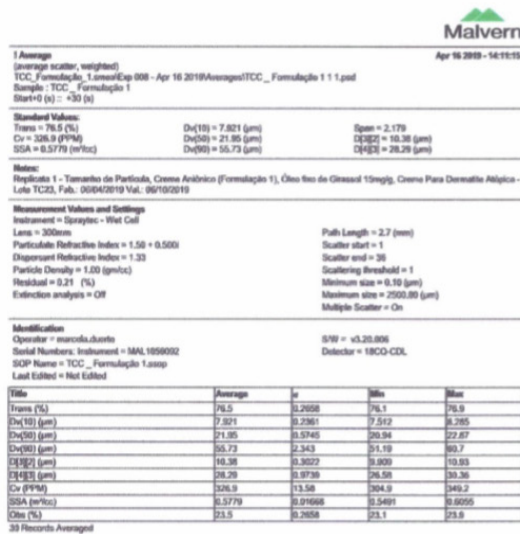 Malvern
! Average
Apr 16 2019 - 14:11:15
(average scatter, weighted)
TCC_Formulação_1.smea\Exp 008 - Apr 16 2019\Averages\TCC _ Formulação 1 1 1.psd
Sample : TCC _ Formulação 1
Start+0 (s) :: +30 (s)
Standard Values:
Trans = 76.5 (%) Dv(10) = 7.921 (µm) Span = 2.179
Cv = 326.9 (PPM) Dv(50) = 21.95 (µm) D[3][2] = 10.38 (µm)
SSA = 0.5779 (m²/cc) Dv(90) = 55.73 (µm) D[4][3] = 28.29 (µm)
Notes:
Replicata 1 - Tamanho de Partícula, Creme Aniônico (Formulação 1), Óleo fixo de Girassol 15mg/g, Creme Para Dermatite Atópica -
Lote TC23, Fab.: 06/04/2019 Val.: 06/10/2019
Measurement Values and Settings
Instrument = Spraytec - Wet Cell
Lens = 300mm Path Length = 2.7 (mm)
Particulate Refractive Index = 1.50 + 0.500i Scatter start = 1
Dispersant Refractive Index = 1.33 Scatter end = 36
Particle Density = 1.00 (gm/cc) Scattering threshold = 1
Residual = 0.21 (%) Minimum size = 0.10 (µm)
Extinction analysis = Off Maximum size = 2500.00 (µm)
Multiple Scatter = On
Identification
Operator = marcela.duarte S/W = v3.20.006
Serial Numbers: Instrument = MAL1056092 Detector = 18CQ-CDL
SOP Name = TCC _ Formulação 1.ssop
Last Edited = Not Edited
Title Average σ Min Max
Trans (%) 76.5 0.2658 76.1 76.9
Dv(10) (µm) 7.921 0.2361 7.512 8.285
Dv(50) (µm) 21.95 0.5745 20.94 22.87
Dv(90) (µm) 55.73 2.343 51.19 60.7
D[3][2] (µm) 10.38 0.3022 9.909 10.93
D[4][3] (µm) 28.29 0.9739 26.58 30.36
Cv (PPM) 326.9 13.58 304.9 349.2
SSA (m²/cc) 0.5779 0.01668 0.5491 0.6055
Obs (%) 23.5 0.2658 23.1 23.9
39 Records Averaged